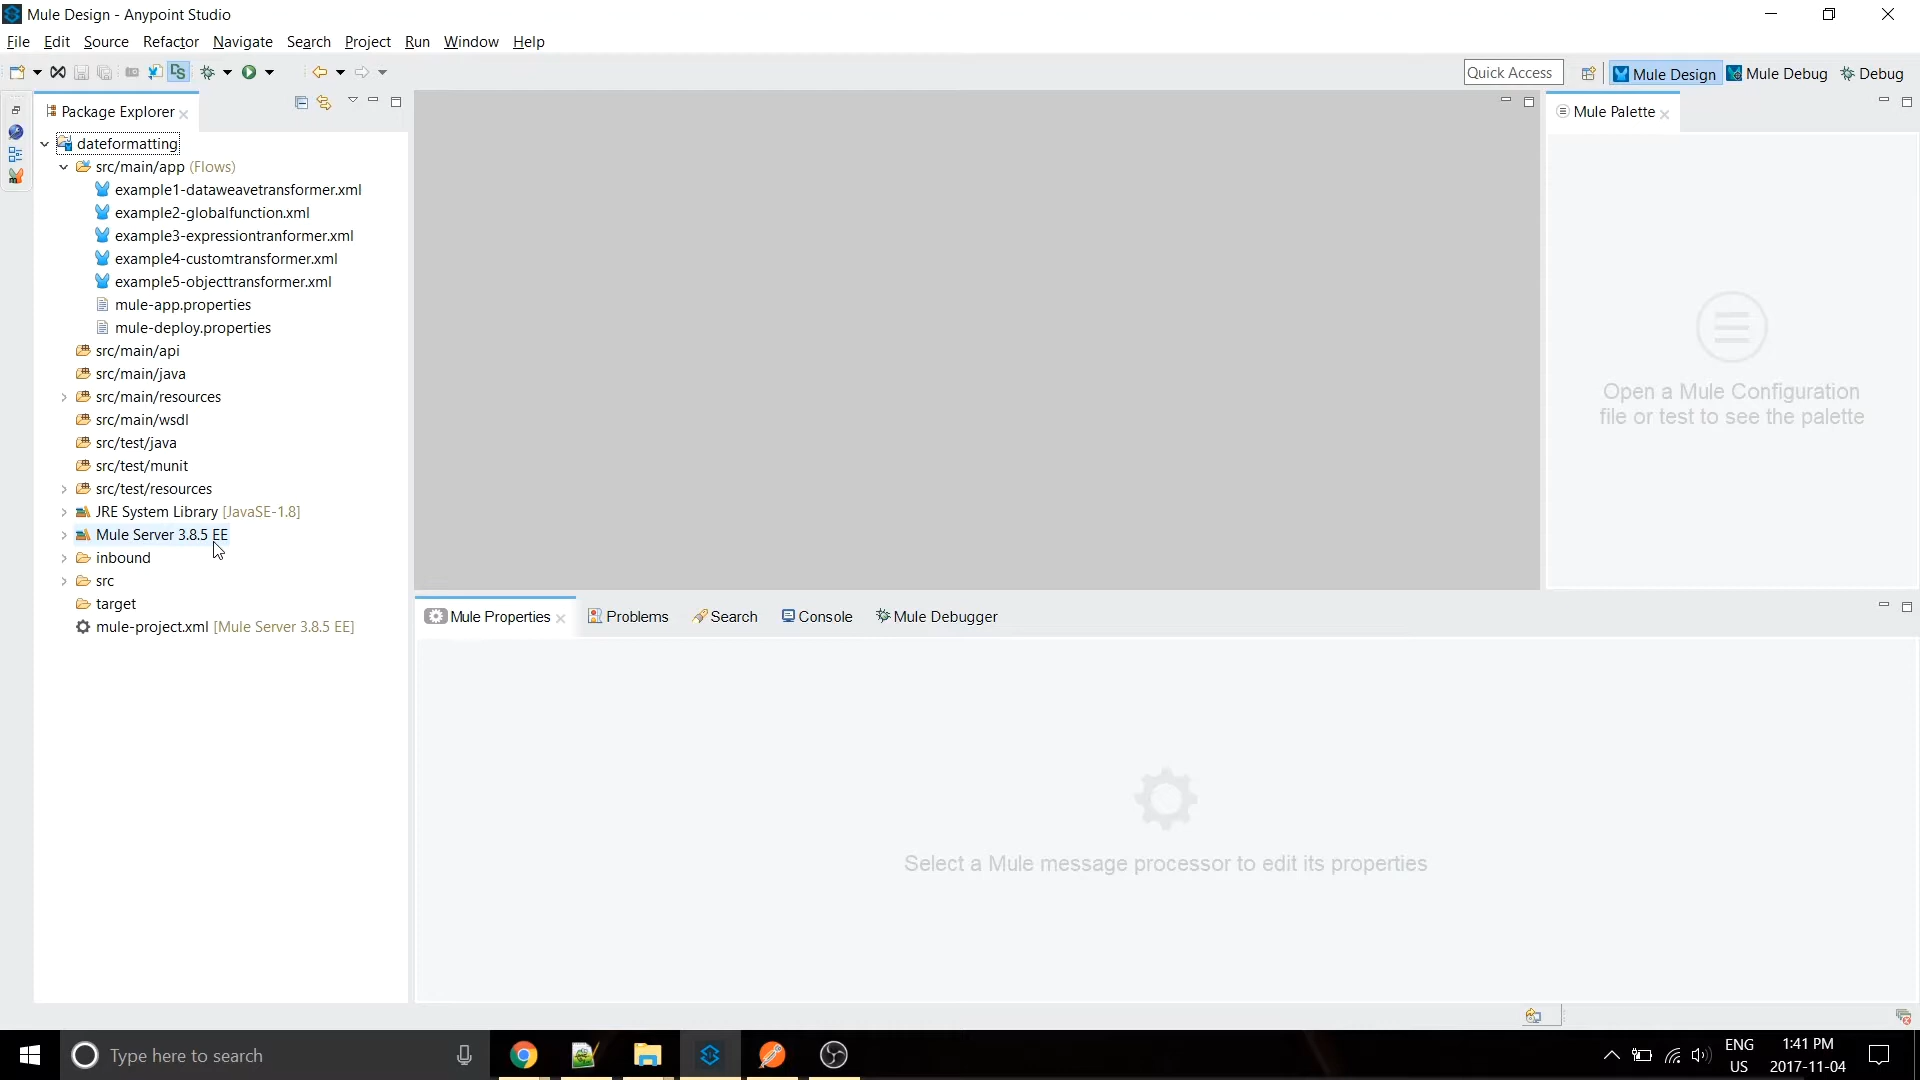 Mule Design - Anypoint Studio
File Edit Source Refactor Navigate Search Project Run Window Help
Quick Access
Mule Design
Mule Debug
Debug
Package Explorer
dateformatting
src/main/app (Flows)
example1-dataweavetransformer.xml
example2-globalfunction.xml
example3-expressiontranformer.xml
example4-customtransformer.xml
example5-objecttransformer.xml
mule-app.properties
mule-deploy.properties
src/main/api
src/main/java
src/main/resources
src/main/wsdl
src/test/java
src/test/munit
src/test/resources
JRE System Library [JavaSE-1.8]
Mule Server 3.8.5 EE
inbound
src
target
mule-project.xml [Mule Server 3.8.5 EE]
Mule Palette
Open a Mule Configuration
file or test to see the palette
Mule Properties
Problems
Search
Console
Mule Debugger
Select a Mule message processor to edit its properties
Type here to search
ENG
US
1:41 PM
2017-11-04